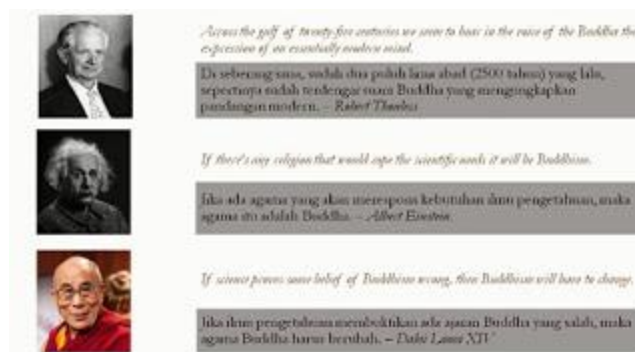 Across the gulf of twenty-five centuries we seem to hear in the voice of the Buddha the
expression of an essentially modern mind.
Di seberang sana, sudah dua puluh lima abad (2500 tahun) yang lalu,
sepertinya sudah terdengar suara Buddha yang mengungkapkan
pandangan modern. – Robert
If there's any religion that would cope the scientific needs it will be Buddhism.
Jika ada agama yang akan merespons kebutuhan ilmu pengetahuan, maka
agama itu adalah Buddha. – Albert Einstein
If science proves some belief of Buddhism wrong, then Buddhism will have to change.
Jika ilmu pengetahuan membuktikan ada ajaran Buddha yang salah, maka
agama Buddha harus berubah. – Dalai Lama XIV